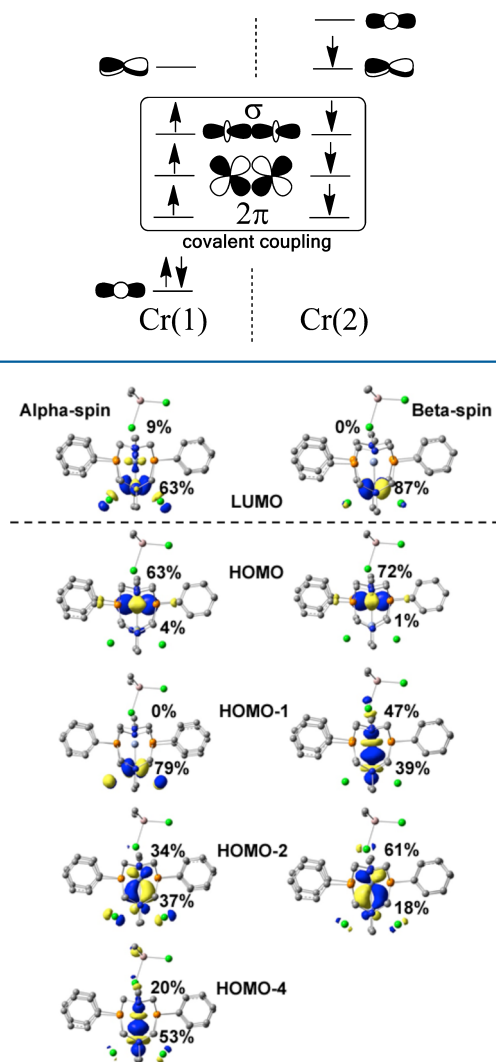 σ
2π
covalent coupling
Cr(1) Cr(2)
Alpha-spin Beta-spin
9% 0%
63% 87%
LUMO
63% HOMO 72%
4% 1%
0% HOMO-1 47%
79% 39%
34% HOMO-2 61%
37% 18%
20% HOMO-4
53%